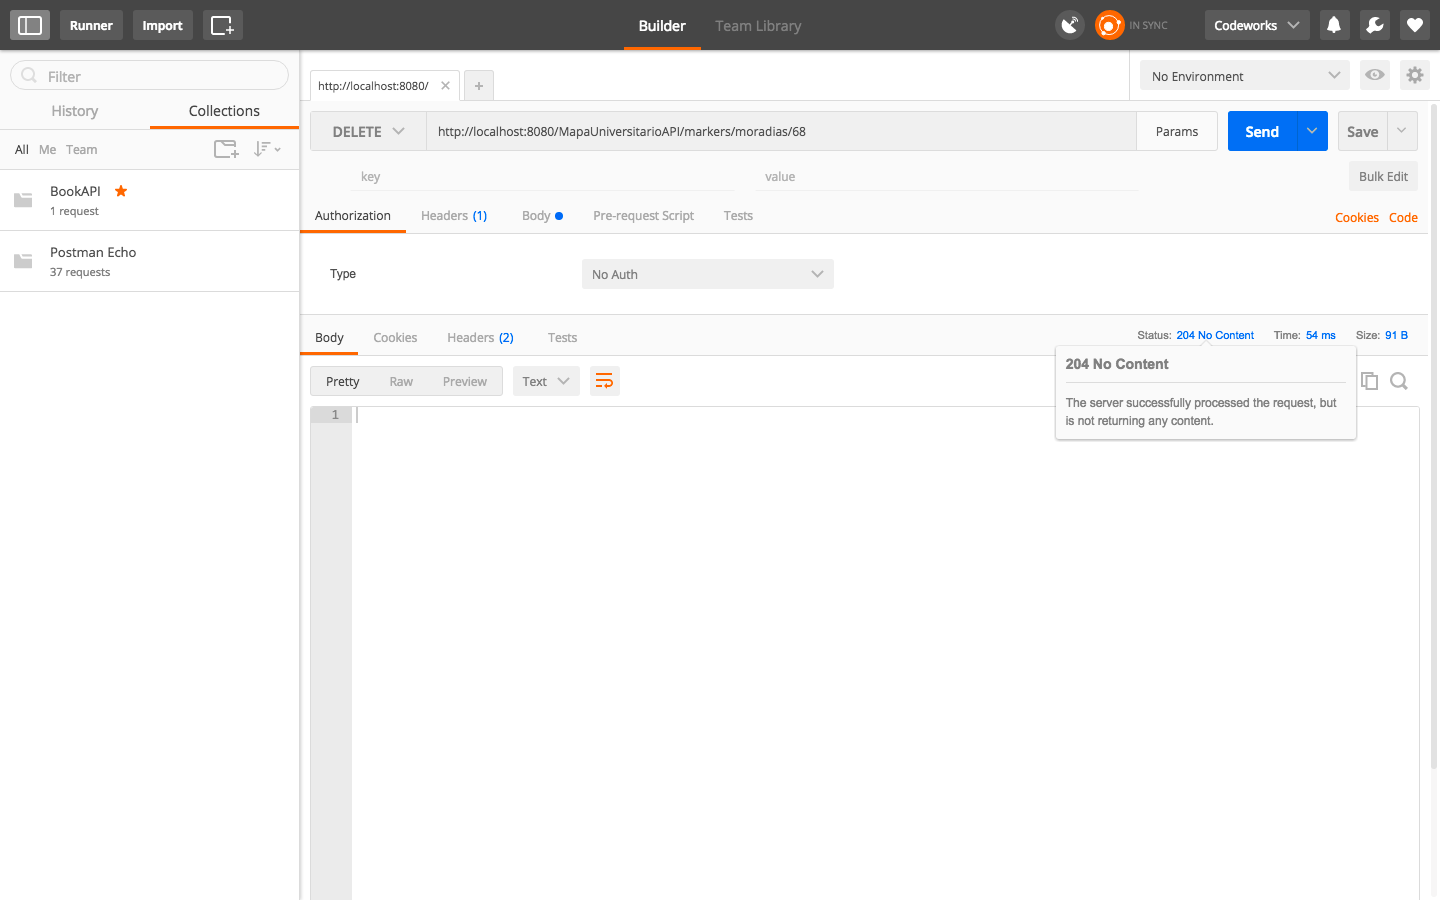 Runner
Import
Builder
Team Library
IN SYNC
Codeworks
Filter
History
Collections
All Me Team
BookAPI
1 request
Postman Echo
37 requests
http://localhost:8080/
No Environment
DELETE
http://localhost:8080/MapaUniversitarioAPI/markers/moradias/68
Params
Send
Save
key
value
Bulk Edit
Authorization
Headers (1)
Body
Pre-request Script
Tests
Cookies
Code
Type
No Auth
Body
Cookies
Headers (2)
Tests
Status: 204 No Content
Time: 54 ms
Size: 91 B
204 No Content
The server successfully processed the request, but
is not returning any content.
Pretty
Raw
Preview
Text
1